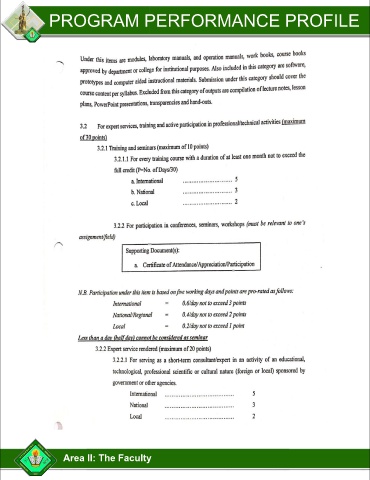 PROGRAM PERFORMANCE PROFILE
Under this items are modules, laboratory manuals, and operation manuals, work books, course books
approved by department or college for institutional purposes. Also included in this category are software,
prototypes and computer aided instructional materials. Submission under this category should cover the
course content per syllabus. Excluded from this category of outputs are compilation of lecture notes, lesson
plans, PowerPoint presentations, transparencies and hand-outs.
3.2 For expert services, training and active participation in professional/technical activities (maximum
of 30 points)
3.2.1 Training and seminars (maximum of 10 points)
3.2.1.1 For every training course with a duration of at least one month not to exceed the
full credit (P=No. of Days/30)
a. International .......................... 5
b. National .......................... 3
c. Local .......................... 2
3.2.2 For participation in conferences, seminars, workshops (must be relevant to one's
assignment/field)
Supporting Document(s):
a. Certificate of Attendance/Appreciation/Participation
N.B. Participation under this item is based on five working days and points are pro-rated as follows:
International = 0.6/day not to exceed 3 points
National/Regional = 0.4/day not to exceed 2 points
Local = 0.2/day not to exceed 1 point
Less than a day (half day) cannot be considered as seminar
3.2.2 Expert service rendered (maximum of 20 points)
3.2.2.1 For serving as a short-term consultant/expert in an activity of an educational,
technological, professional scientific or cultural nature (foreign or local) sponsored by
government or other agencies.
International .................................... 5
National .................................... 3
Local .................................... 2
Area II: The Faculty